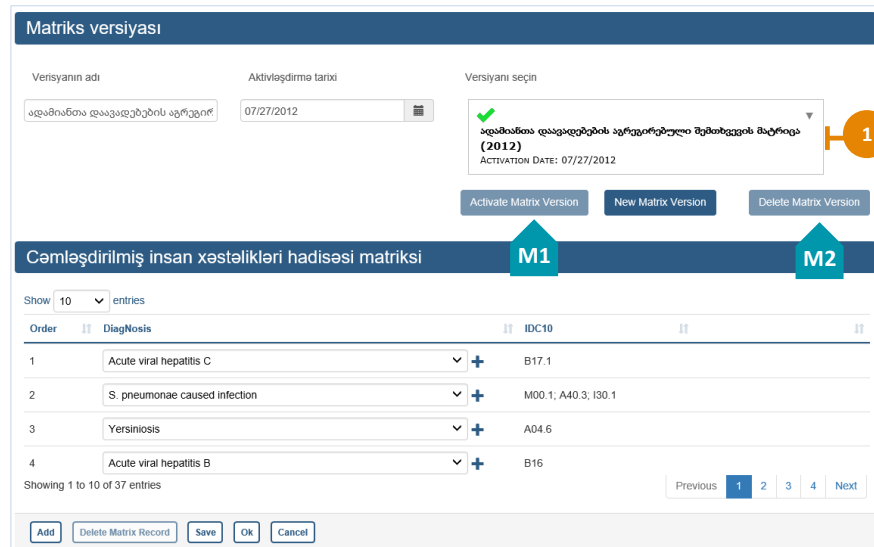 Matriks versiyası
Verisyanın adı
Aktivləşdirmə tarixi
Versiyanı seçin
ადამიანთა დაავადებების აგრეგირ
07/27/2012
ადამიანთა დაავადებების აგრეგირებული შემთხვევის მატრიცა
(2012)
ACTIVATION DATE: 07/27/2012
1
Activate Matrix Version
New Matrix Version
Delete Matrix Version
M1
M2
Cəmləşdirilmiş insan xəstəlikləri hadisəsi matriksi
Show 10 entries
Order DiagNosis IDC10
1 Acute viral hepatitis C B17.1
2 S. pneumonae caused infection M00.1; A40.3; I30.1
3 Yersiniosis A04.6
4 Acute viral hepatitis B B16
Showing 1 to 10 of 37 entries
Previous 1 2 3 4 Next
Add Delete Matrix Record Save Ok Cancel